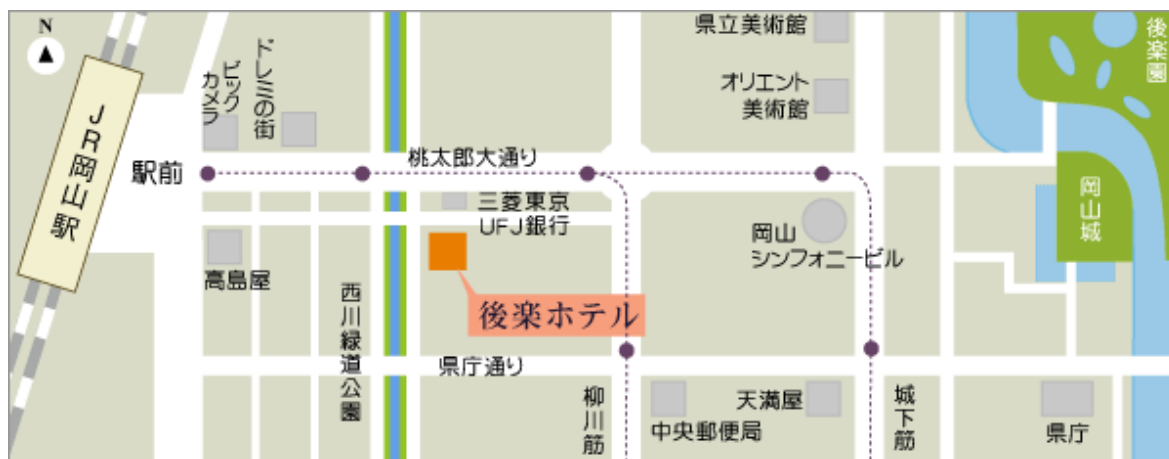 N
JR岡山駅
駅前
ビック
カメラ
ドレミの街
桃太郎大通り
県立美術館
オリエント
美術館
後楽園
岡山城
三菱東京
UFJ銀行
岡山
シンフォニービル
高島屋
西川緑道公園
後楽ホテル
県庁通り
柳川筋
中央郵便局
天満屋
城下筋
県庁